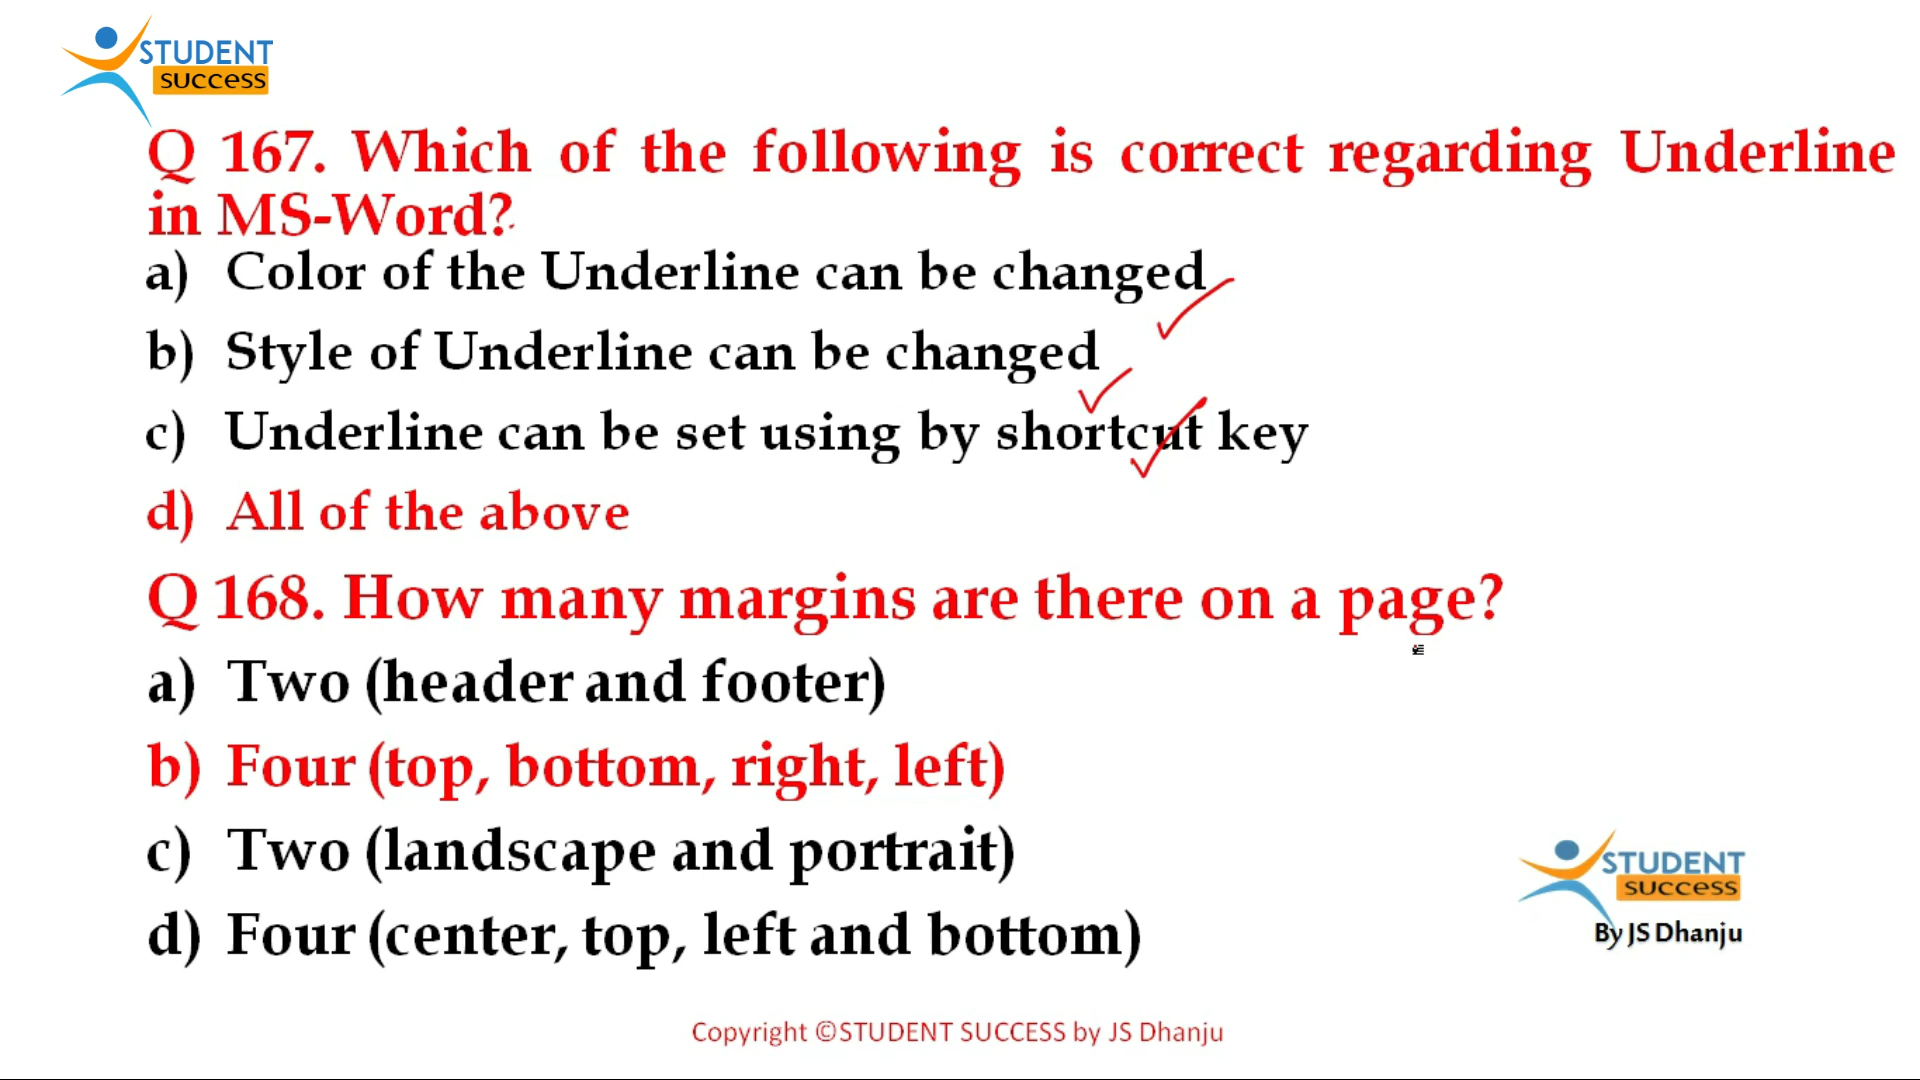 STUDENT
success
Q 167. Which of the following is correct regarding Underline
in MS-Word?
a) Color of the Underline can be changed
b) Style of Underline can be changed
c) Underline can be set using by shortcut key
d) All of the above
Q 168. How many margins are there on a page?
a) Two (header and footer)
b) Four (top, bottom, right, left)
c) Two (landscape and portrait)
d) Four (center, top, left and bottom)
STUDENT
success
By JS Dhanju
Copyright ©STUDENT SUCCESS by JS Dhanju